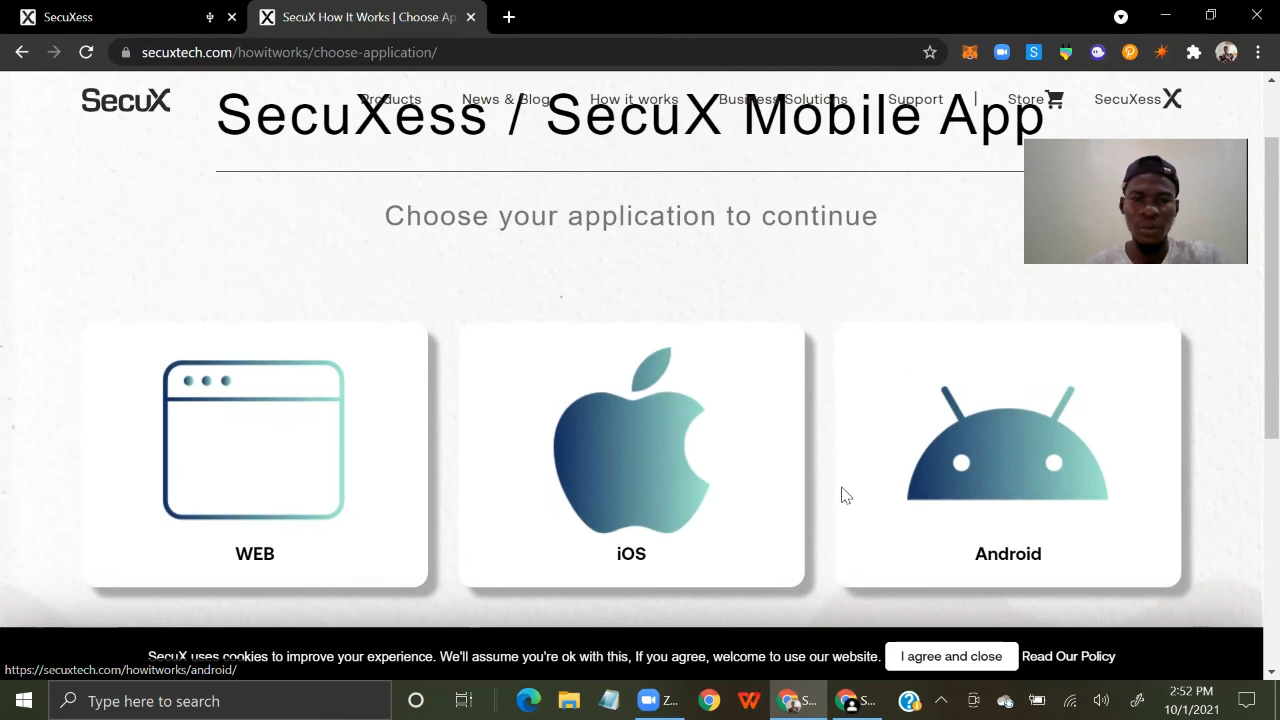 SecuXess
SecuX How It Works | Choose Ap
secuxtech.com/howitworks/choose-application/
SecuX
Products
News & Blog
How it works
Business Solutions
Support
|
Store
SecuXess
SecuXess / SecuX Mobile App
Choose your application to continue
WEB
iOS
Android
SecuX uses cookies to improve your experience. We'll assume you're ok with this, If you agree, welcome to use our website.
I agree and close
Read Our Policy
https://secuxtech.com/howitworks/android/
Type here to search
Z...
S...
S...
2:52 PM
10/1/2021